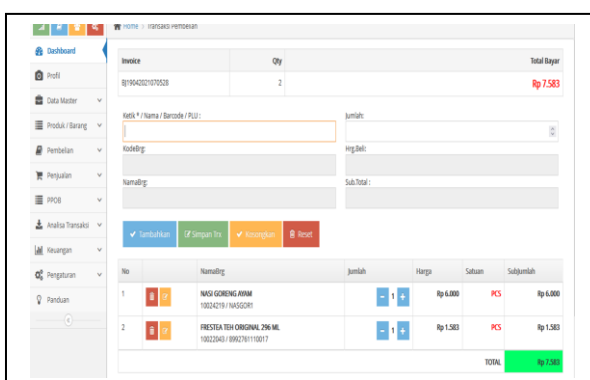 Home > Transaksi Pembelian
Dashboard
Profil
Data Master
Produk / Barang
Pembelian
Penjualan
PPOB
Analisa Transaksi
Keuangan
Pengaturan
Panduan
Invoice Qty Total Bayar
BJ19042021070528 2 Rp 7.583
Ketik * / Nama / Barcode / PLU : Jumlah:
KodeBrg: Hrg.Beli:
NamaBrg: Sub.Total :
Tambahkan Simpan Trx Kosongkan Reset
No NamaBrg Jumlah Harga Satuan SubJumlah
1 NASI GORENG AYAM - 1 + Rp 6.000 PCS Rp 6.000
10024219 / NASGOR1
2 FRESTEA TEH ORIGINAL 296 ML - 1 + Rp 1.583 PCS Rp 1.583
10022043 / 8992761110017
TOTAL Rp 7.583